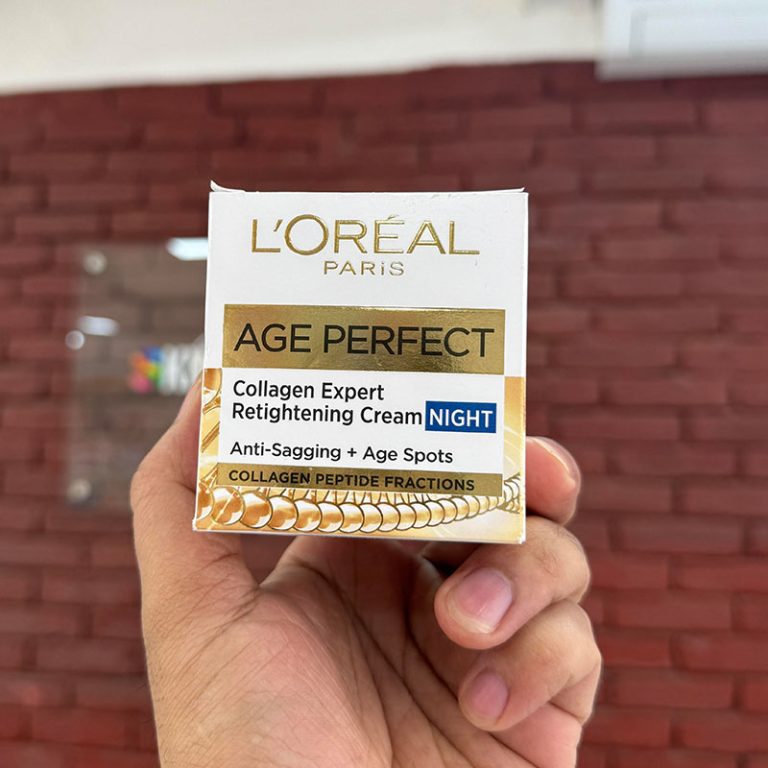 L'ORÉAL
PARIS
AGE PERFECT
Collagen Expert
Retightening Cream NIGHT
Anti-Sagging + Age Spots
COLLAGEN PEPTIDE FRACTIONS